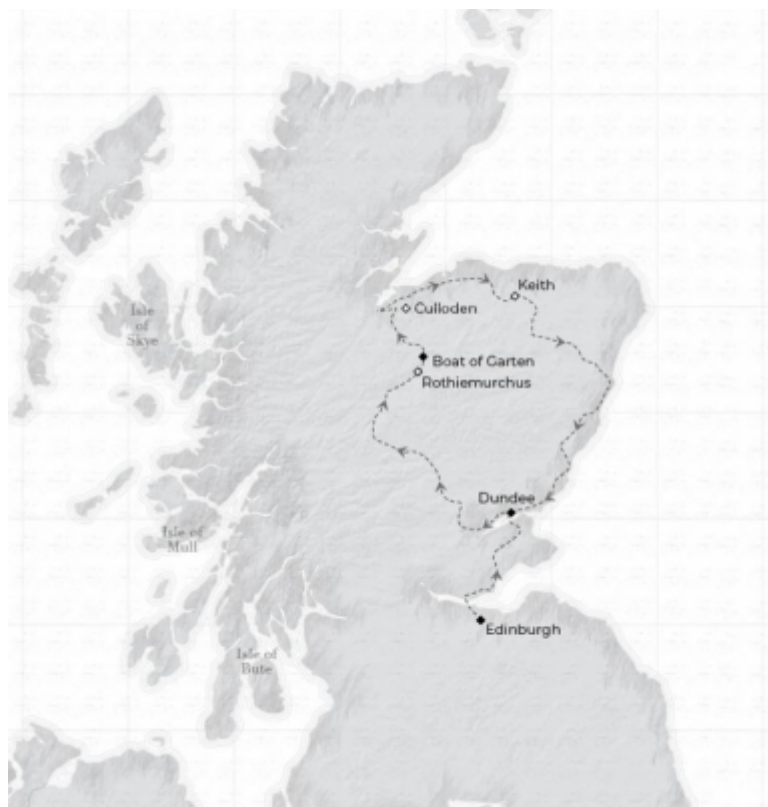 Keith
Culloden
Isle
of
Skye
Boat of Garten
Rothiemurchus
Dundee
Isle of
Mull
Edinburgh
Isle of
Bute